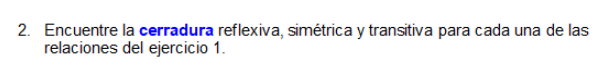 2. Encuentre la cerradura reflexiva, simétrica y transitiva para cada una de las
relaciones del ejercicio 1.